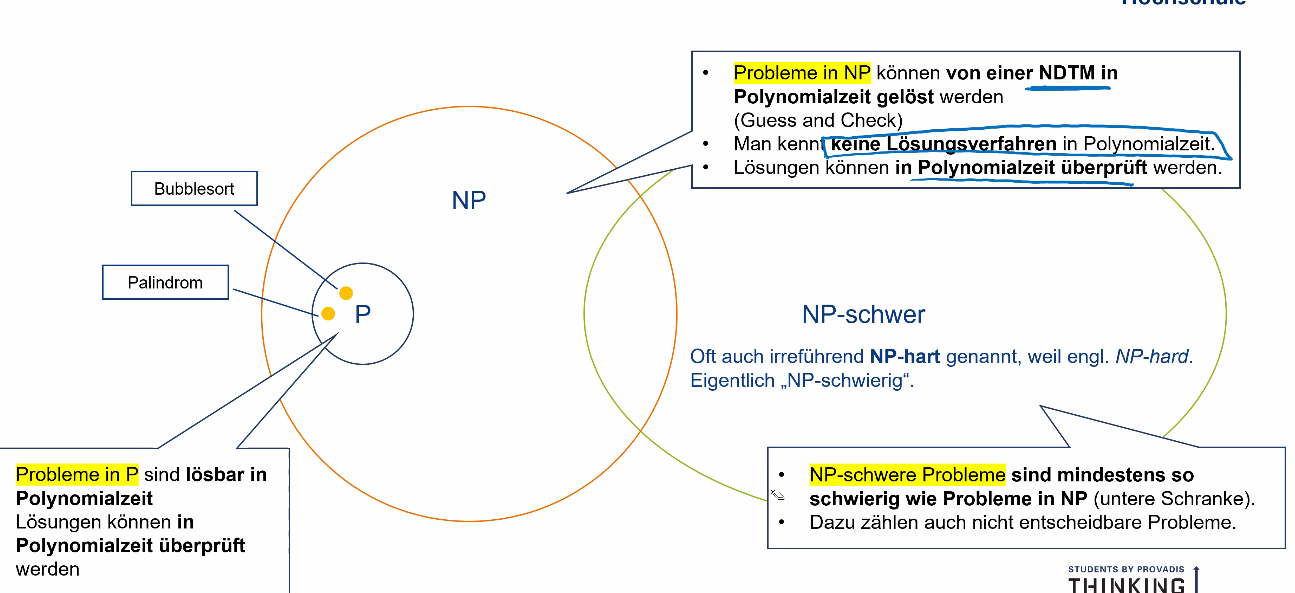 Hochschule
• Probleme in NP können von einer NDTM in
Polynomialzeit gelöst werden
(Guess and Check)
• Man kennt keine Lösungsverfahren in Polynomialzeit.
• Lösungen können in Polynomialzeit überprüft werden.
Bubblesort
NP
Palindrom
P
NP-schwer
Oft auch irreführend NP-hart genannt, weil engl. NP-hard.
Eigentlich „NP-schwierig“.
Probleme in P sind lösbar in
Polynomialzeit
Lösungen können in
Polynomialzeit überprüft
werden
• NP-schwere Probleme sind mindestens so
schwierig wie Probleme in NP (untere Schranke).
• Dazu zählen auch nicht entscheidbare Probleme.
STUDENTS BY PROVADIS
THINKING